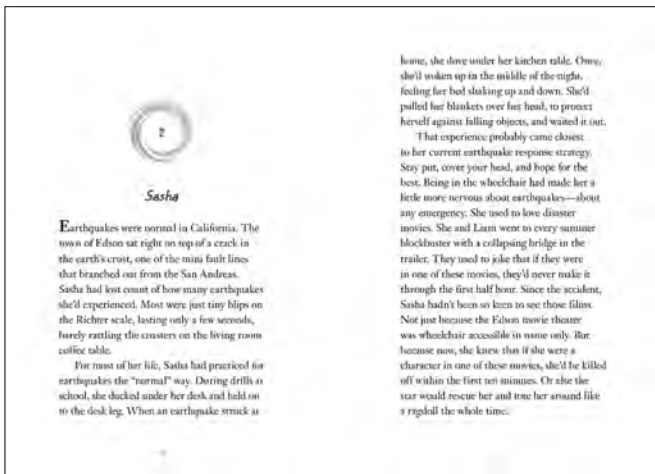 2
Sasha
Earthquakes were normal in California. The
town of Edson sat right on top of a crack in
the earth's crust, one of the mini fault lines
that branched out from the San Andreas.
Sasha had lost count of how many earthquakes
she'd experienced. Most were just tiny blips on
the Richter scale, lasting only a few seconds,
barely rattling the coasters on the living room
coffee table.
For most of her life, Sasha had practiced for
earthquakes the "normal" way. During drills at
school, she ducked under her desk and held on
to the desk leg. When an earthquake struck at
home, she dove under her kitchen table. Once,
she'd woken up in the middle of the night,
feeling her bed shaking up and down. She'd
pulled her blankets over her head, to protect
herself against falling objects, and waited it out.
That experience probably came closest
to her current earthquake response strategy.
Stay put, cover your head, and hope for the
best. Being in the wheelchair had made her a
little more nervous about earthquakes—about
any emergency. She used to love disaster
movies. She and Liam went to every summer
blockbuster with a collapsing bridge in the
trailer. They used to joke that if they were
in one of these movies, they'd never make it
through the first half hour. Since the accident,
Sasha hadn't been so keen to see those films.
Not just because the Edson movie theater
was wheelchair accessible in name only. But
because now, she knew that if she were a
character in one of these movies, she'd be killed
off within the first ten minutes. Or else the
star would rescue her and tote her around like
a ragdoll the whole time.